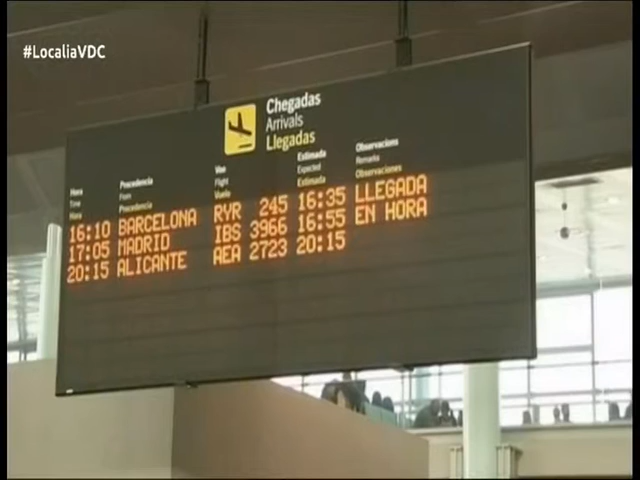 #LocaliaVDC
Chegadas
Arrivals
Llegadas
Hora Procedencia Voo Estimada Observacions
Time From Flight Expected Remarks
Hora Procedencia Vuelo Estimada Observaciones
16:10 BARCELONA RYR 245 16:35 LLEGADA
17:05 MADRID IBS 3966 16:55 EN HORA
20:15 ALICANTE AEA 2723 20:15